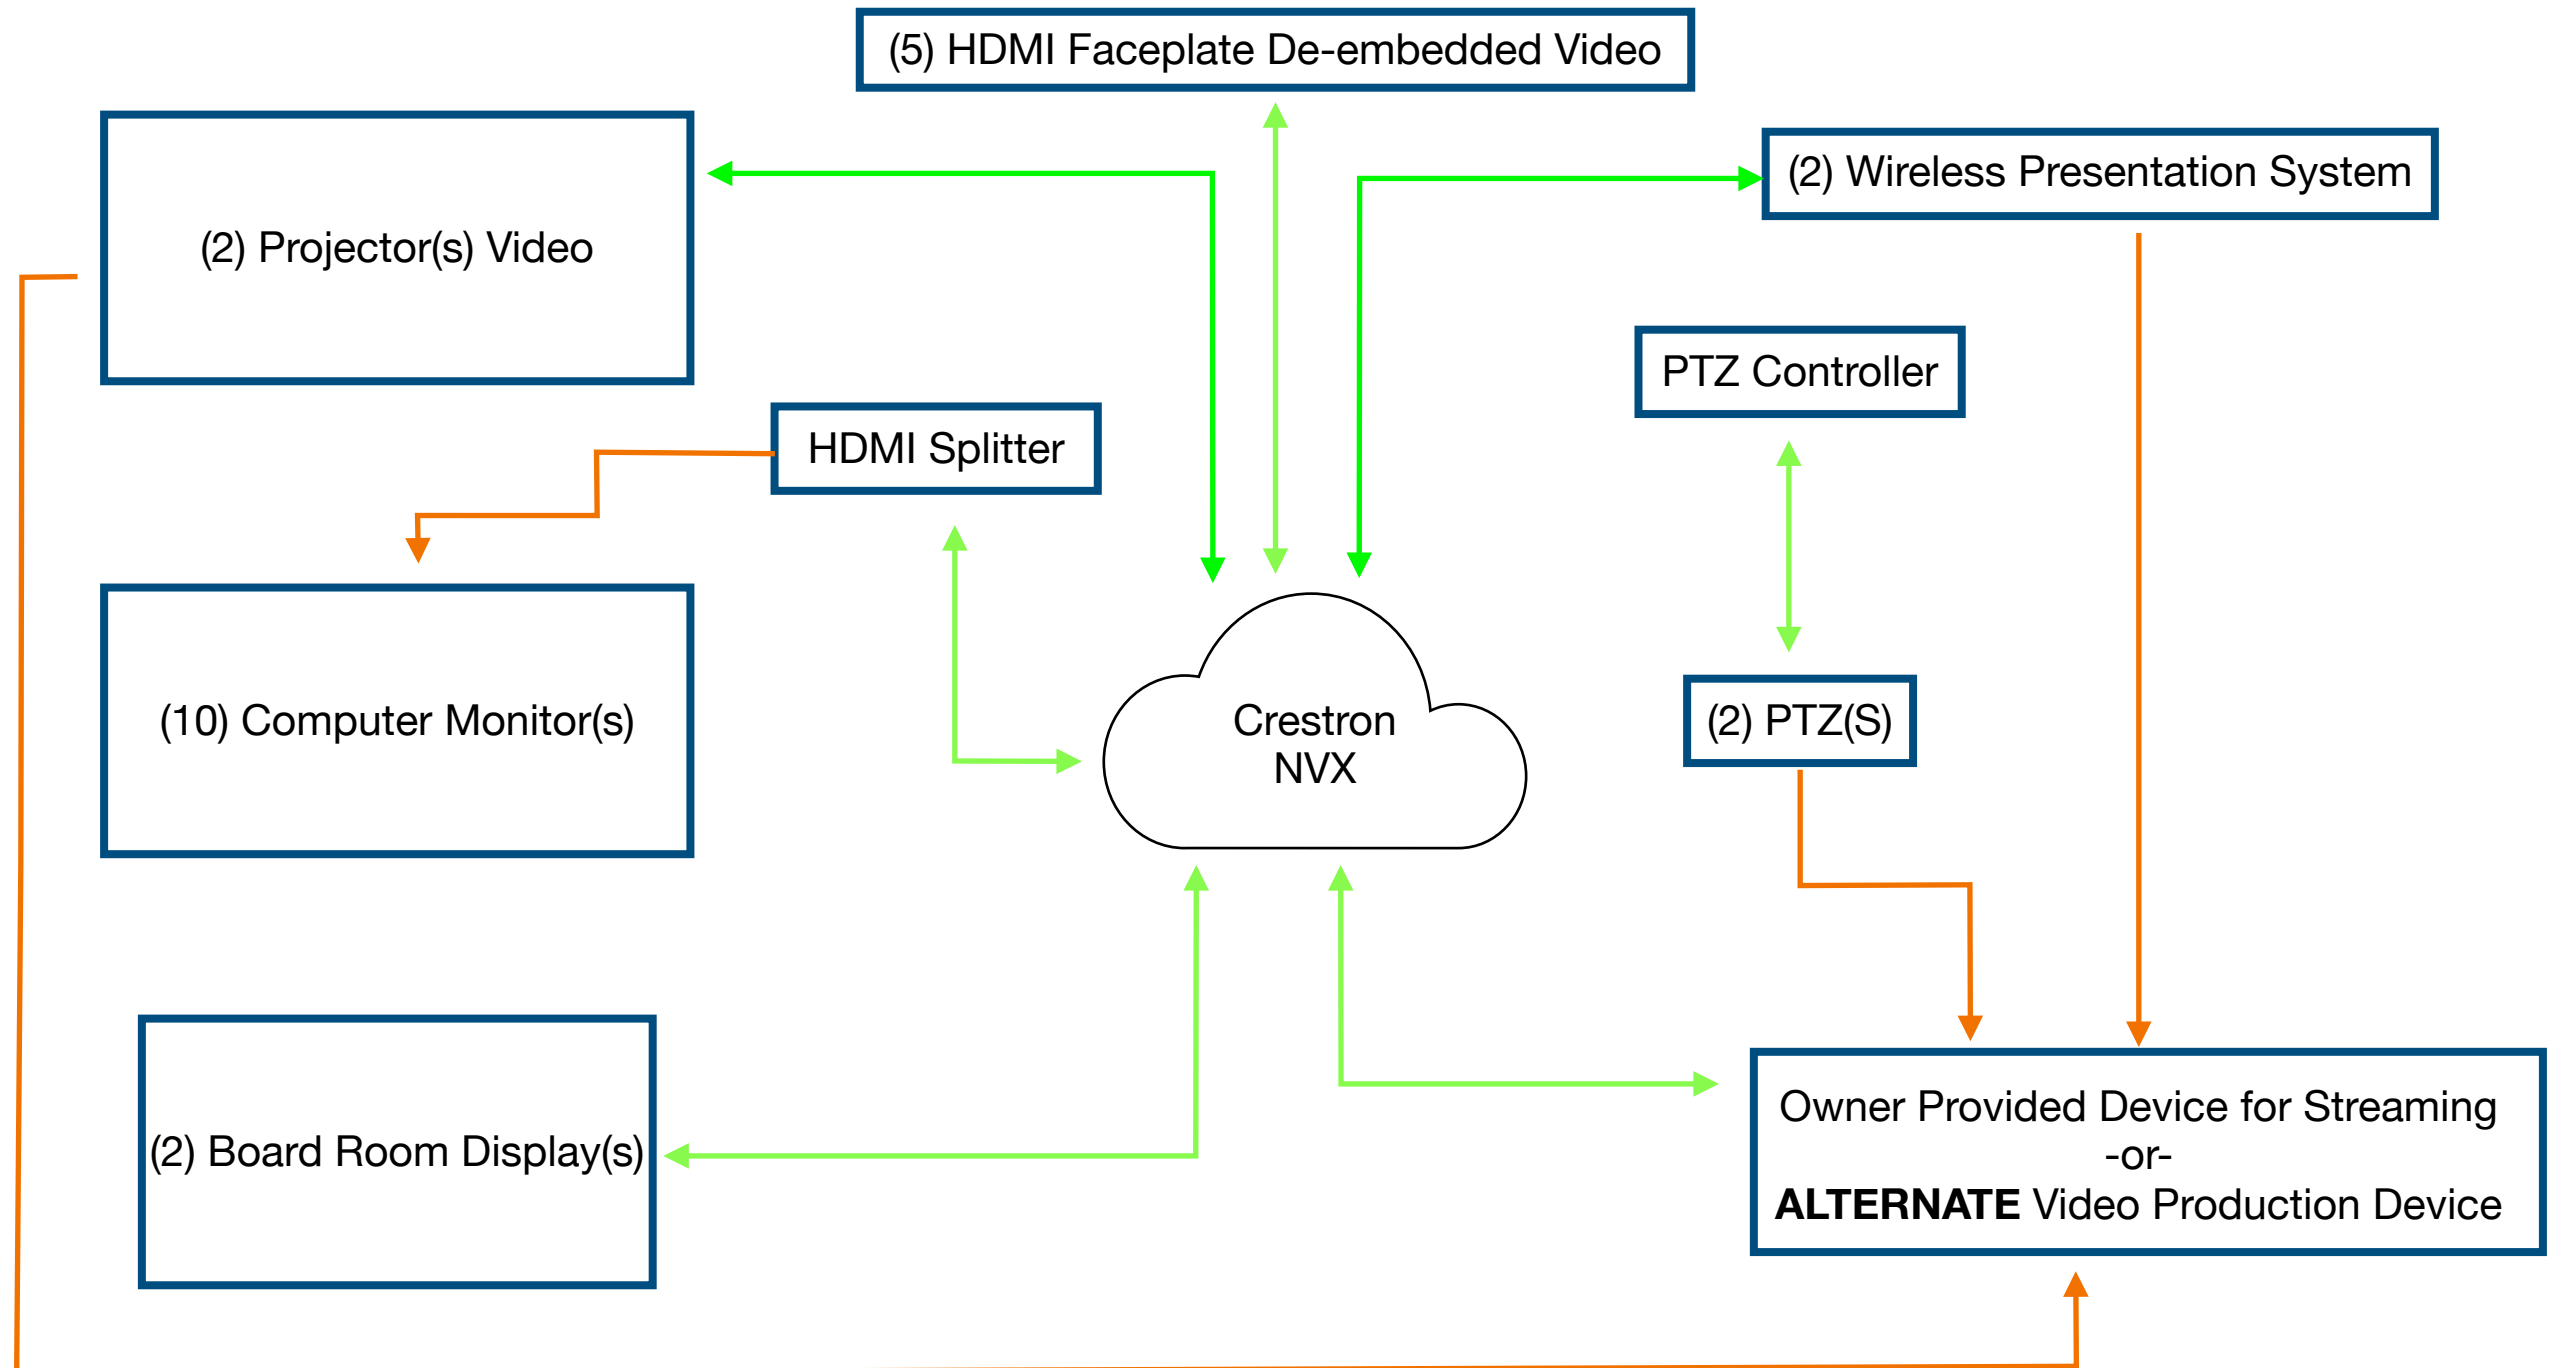 (5) HDMI Faceplate De-embedded Video
(2) Wireless Presentation System
(2) Projector(s) Video
PTZ Controller
HDMI Splitter
(10) Computer Monitor(s)
Crestron
NVX
(2) PTZ(S)
(2) Board Room Display(s)
Owner Provided Device for Streaming
-or-
ALTERNATE Video Production Device